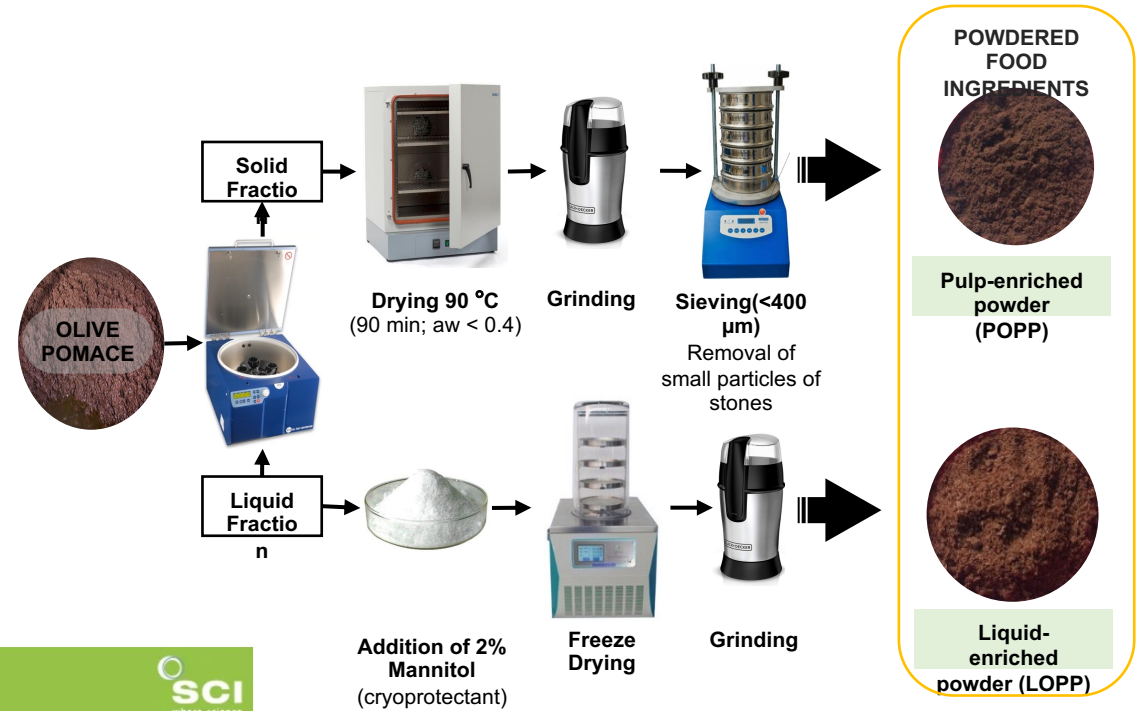 POWDERED
FOOD
INGREDIENTS
Solid
Fractio
OLIVE
POMACE
Drying 90 °C
(90 min; aw < 0.4)
Grinding
Sieving(<400
µm)
Removal of
small particles of
stones
Pulp-enriched
powder
(POPP)
Liquid
Fractio
n
Addition of 2%
Mannitol
(cryoprotectant)
Freeze
Drying
Grinding
Liquid-
enriched
powder (LOPP)
SCI